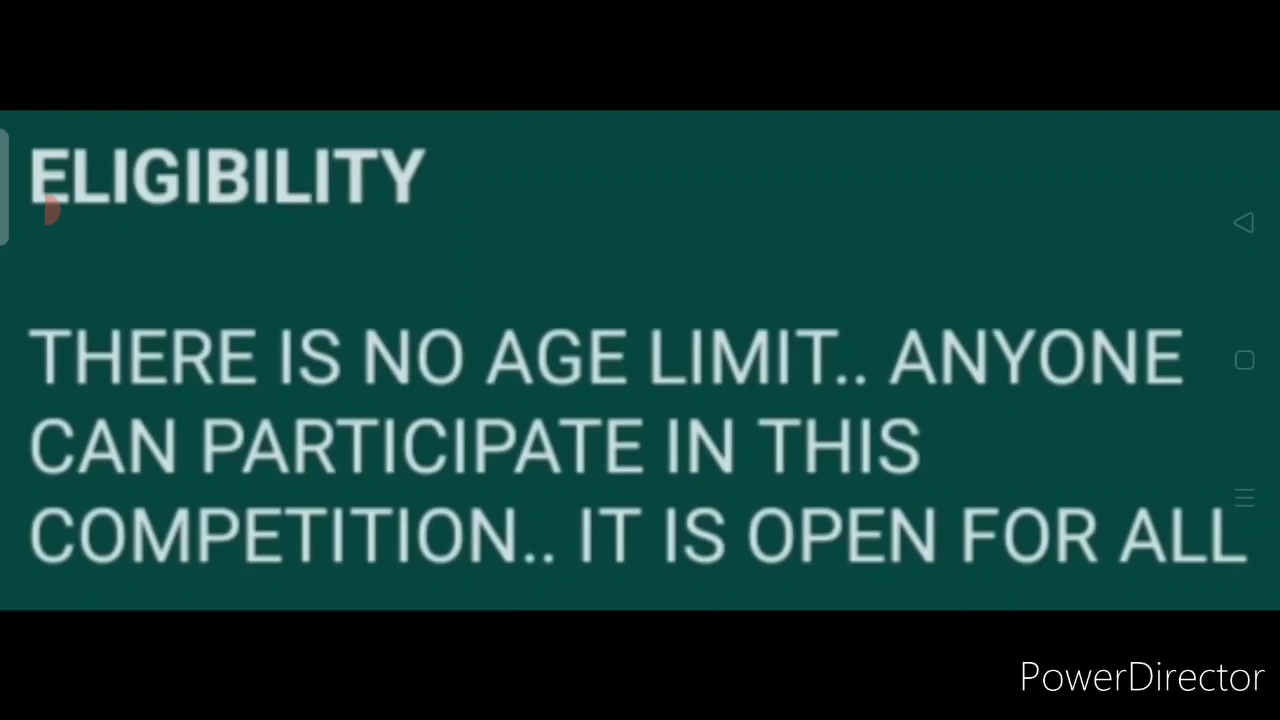 ELIGIBILITY
THERE IS NO AGE LIMIT.. ANYONE
CAN PARTICIPATE IN THIS
COMPETITION.. IT IS OPEN FOR ALL
PowerDirector